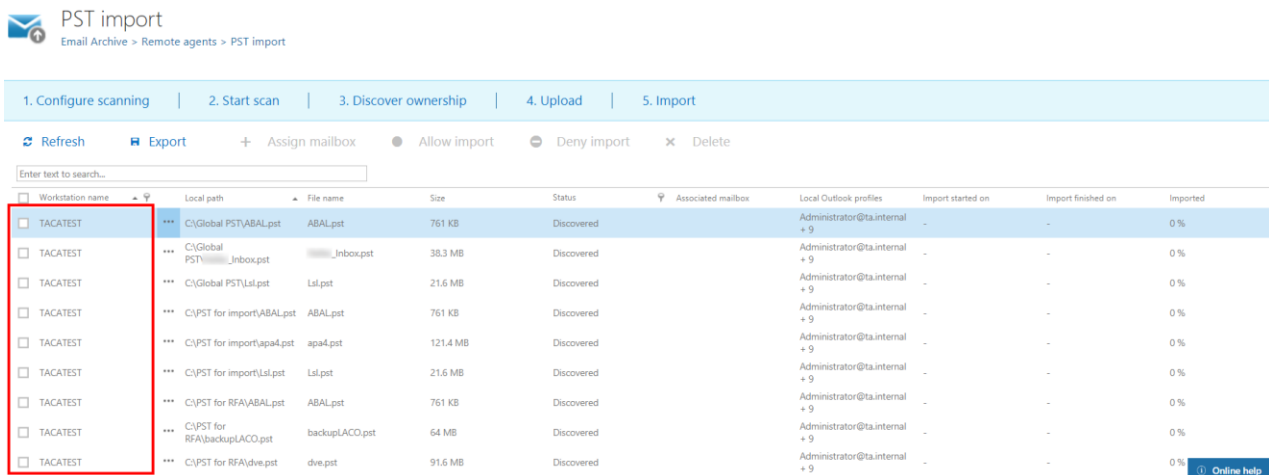 PST import
Email Archive > Remote agents > PST import
1. Configure scanning | 2. Start scan | 3. Discover ownership | 4. Upload | 5. Import
Refresh Export + Assign mailbox Allow import Deny import × Delete
Enter text to search...
Workstation name Local path File name Size Status Associated mailbox Local Outlook profiles Import started on Import finished on Imported
TACATEST ••• C:\Global PST\ABAL.pst ABAL.pst 761 KB Discovered Administrator@ta.internal - - 0 %
+ 9
TACATEST ••• C:\Global _Inbox.pst 38.3 MB Discovered Administrator@ta.internal - - 0 %
PST\ _Inbox.pst + 9
TACATEST ••• C:\Global PST\Lsl.pst Lsl.pst 21.6 MB Discovered Administrator@ta.internal - - 0 %
+ 9
TACATEST ••• C:\PST for import\ABAL.pst ABAL.pst 761 KB Discovered Administrator@ta.internal - - 0 %
+ 9
TACATEST ••• C:\PST for import\apa4.pst apa4.pst 121.4 MB Discovered Administrator@ta.internal - - 0 %
+ 9
TACATEST ••• C:\PST for import\Lsl.pst Lsl.pst 21.6 MB Discovered Administrator@ta.internal - - 0 %
+ 9
TACATEST ••• C:\PST for RFA\ABAL.pst ABAL.pst 761 KB Discovered Administrator@ta.internal - - 0 %
+ 9
TACATEST ••• C:\PST for backupLACO.pst 64 MB Discovered Administrator@ta.internal - - 0 %
RFA\backupLACO.pst + 9
TACATEST ••• C:\PST for RFA\dve.pst dve.pst 91.6 MB Discovered Administrator@ta.internal - - 0 %
+ 9
Online help